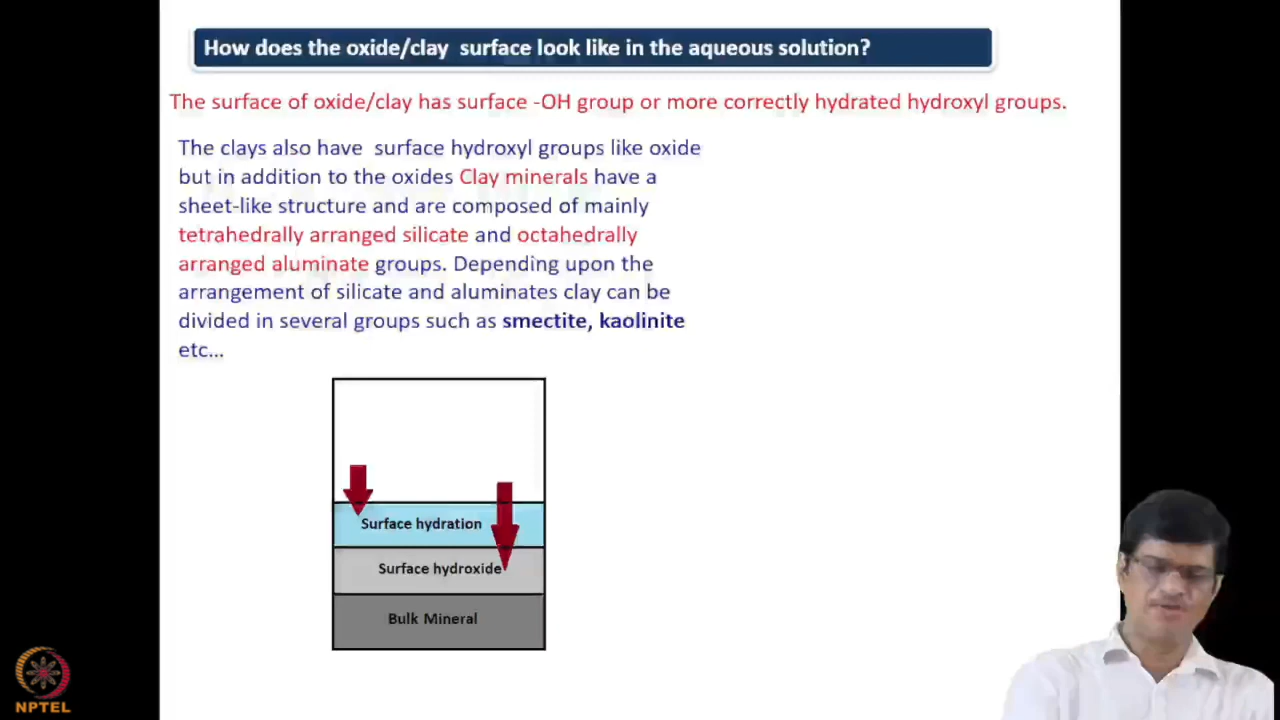 How does the oxide/clay surface look like in the aqueous solution?
The surface of oxide/clay has surface -OH group or more correctly hydrated hydroxyl groups.
The clays also have surface hydroxyl groups like oxide
but in addition to the oxides Clay minerals have a
sheet-like structure and are composed of mainly
tetrahedrally arranged silicate and octahedrally
arranged aluminate groups. Depending upon the
arrangement of silicate and aluminates clay can be
divided in several groups such as smectite, kaolinite
etc...
Surface hydration
Surface hydroxide
Bulk Mineral
NPTEL